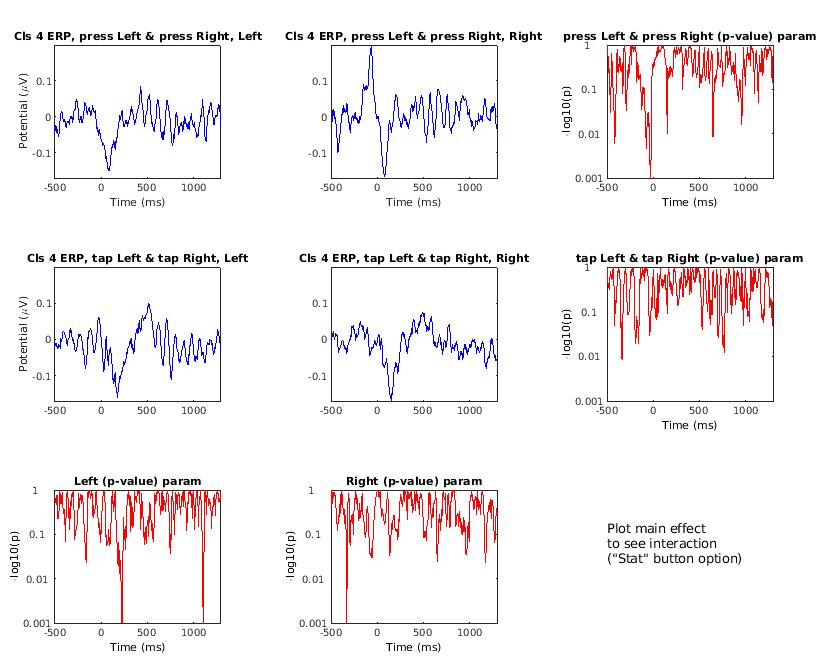 Cls 4 ERP, press Left & press Right, Left
Cls 4 ERP, press Left & press Right, Right
press Left & press Right (p-value) param
Potential (μV)
0.1
0
-0.1
-500 0 500 1000
Time (ms)
0.1
0
-0.1
-500 0 500 1000
Time (ms)
-log10(p)
1
0.1
0.01
0.001
-500 0 500 1000
Time (ms)
Cls 4 ERP, tap Left & tap Right, Left
Cls 4 ERP, tap Left & tap Right, Right
tap Left & tap Right (p-value) param
Potential (μV)
0.1
0
-0.1
-500 0 500 1000
Time (ms)
0.1
0
-0.1
-500 0 500 1000
Time (ms)
-log10(p)
1
0.1
0.01
0.001
-500 0 500 1000
Time (ms)
Left (p-value) param
Right (p-value) param
-log10(p)
1
0.1
0.01
0.001
-500 0 500 1000
Time (ms)
-log10(p)
1
0.1
0.01
0.001
-500 0 500 1000
Time (ms)
Plot main effect
to see interaction
("Stat" button option)